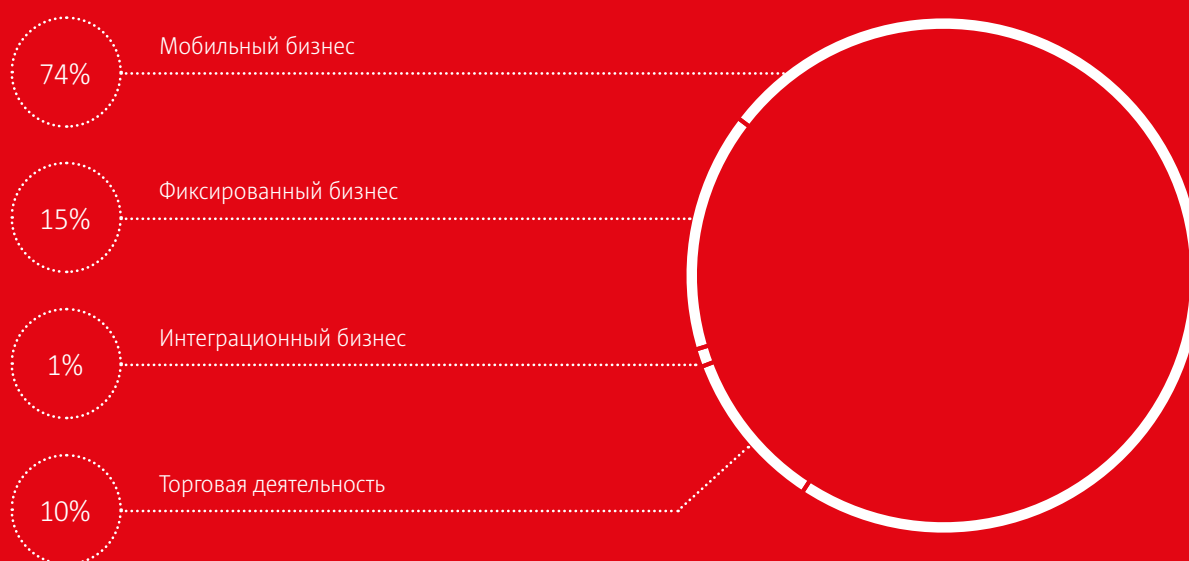 Мобильный бизнес
74%
Фиксированный бизнес
15%
Интеграционный бизнес
1%
Торговая деятельность
10%